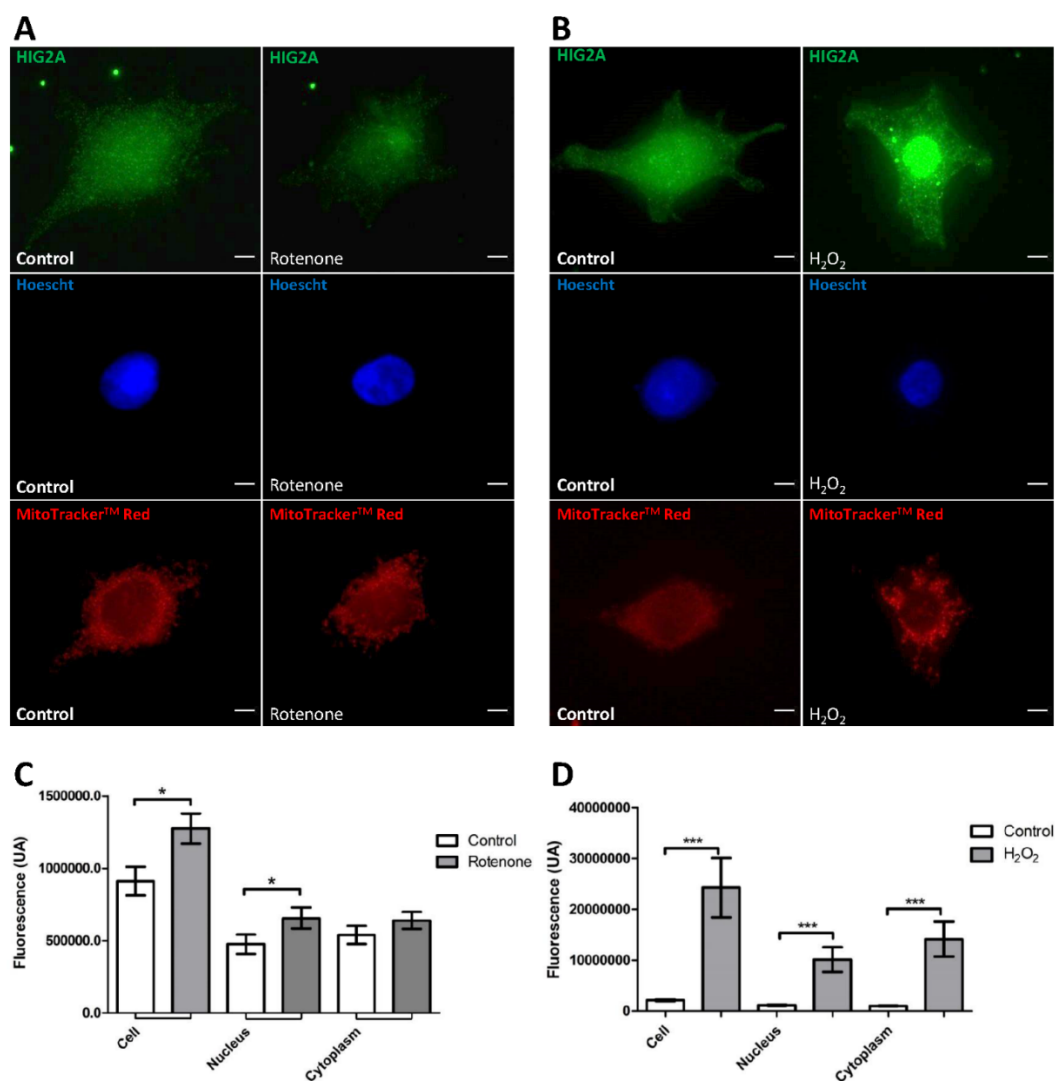 A
B
HIG2A
HIG2A
HIG2A
HIG2A
Control
Rotenone
Control
H₂O₂
Hoescht
Hoescht
Hoescht
Hoescht
Control
Rotenone
Control
H₂O₂
MitoTracker™ Red
MitoTracker™ Red
MitoTracker™ Red
MitoTracker™ Red
Control
Rotenone
Control
H₂O₂
C
Fluorescence (UA)
1500000.0
1000000.0
500000.0
0.0
*
*
Control
Rotenone
Cell
Nucleus
Cytoplasm
D
Fluorescence (UA)
40000000
30000000
20000000
10000000
0
***
***
***
Control
H₂O₂
Cell
Nucleus
Cytoplasm